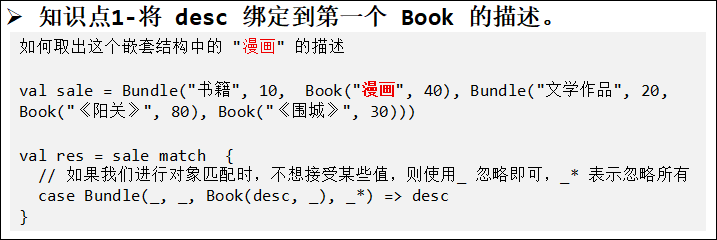 ➢ 知识点1-将 desc 绑定到第一个 Book 的描述。
如何取出这个嵌套结构中的 "漫画" 的描述
val sale = Bundle("书籍", 10,  Book("漫画", 40), Bundle("文学作品", 20,
Book("《阳关》", 80), Book("《围城》", 30)))
val res = sale match  {
  // 如果我们进行对象匹配时，不想接受某些值，则使用_ 忽略即可，_* 表示忽略所有
  case Bundle(_, _, Book(desc, _), _*) => desc
}